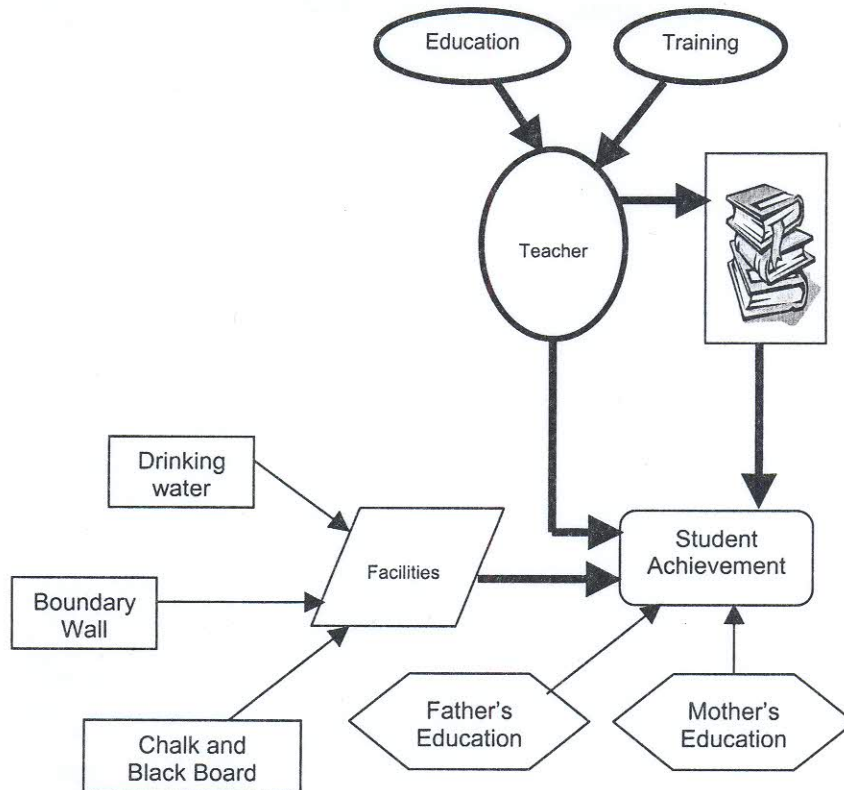 Education
Training
Teacher
Drinking
water
Student
Achievement
Facilities
Boundary
Wall
Father's
Education
Mother's
Education
Chalk and
Black Board